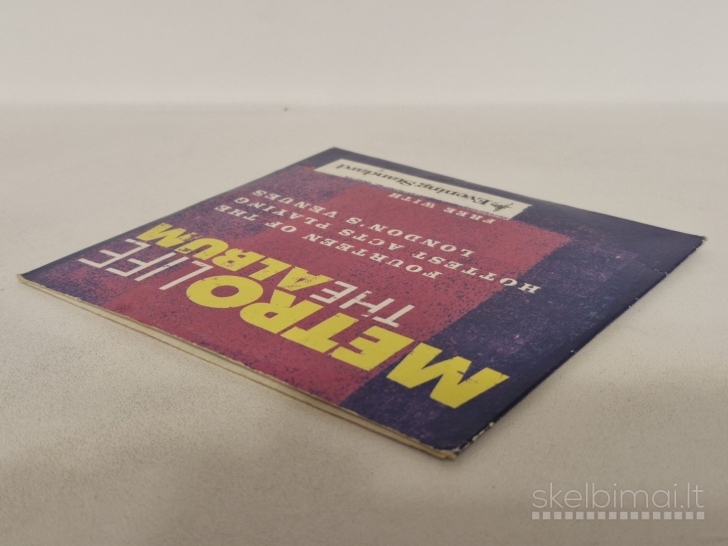 METROLIFE
THE ALBUM
FOURTEEN OF THE
HOTTEST ACTS PLAYING
LONDON'S VENUES
FREE WITH
Evening Standard
skelbimai.lt